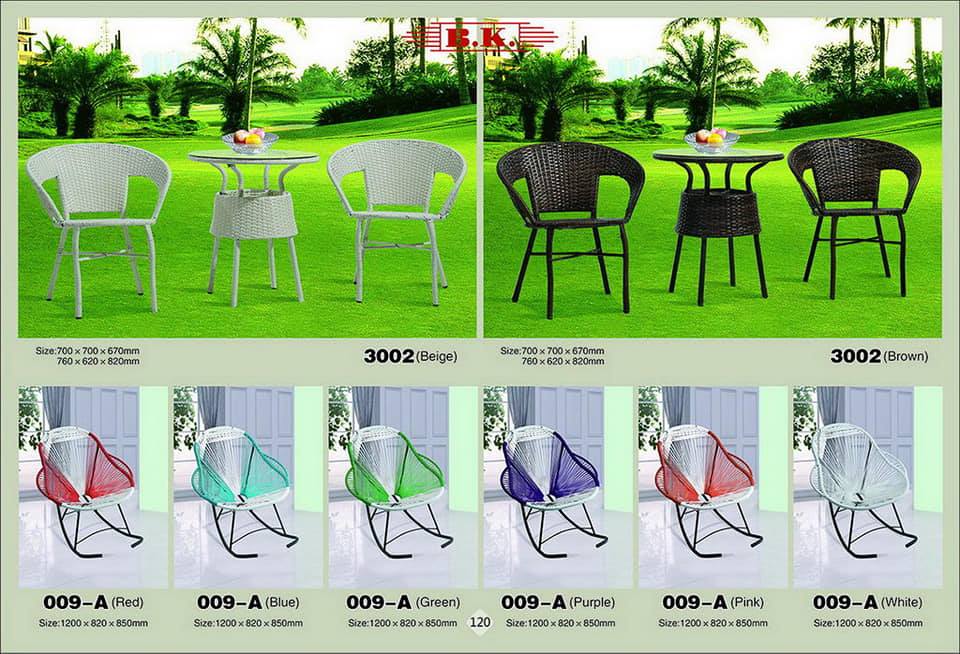 B.K.
Size:700×700×670mm
760×620×820mm
3002(Beige)
Size:700×700×670mm
760×620×820mm
3002(Brown)
009-A(Red)
Size:1200×820×850mm
009-A(Blue)
Size:1200×820×850mm
009-A(Green)
Size:1200×820×850mm
009-A(Purple)
Size:1200×820×850mm
009-A(Pink)
Size:1200×820×850mm
009-A(White)
Size:1200×820×850mm
120